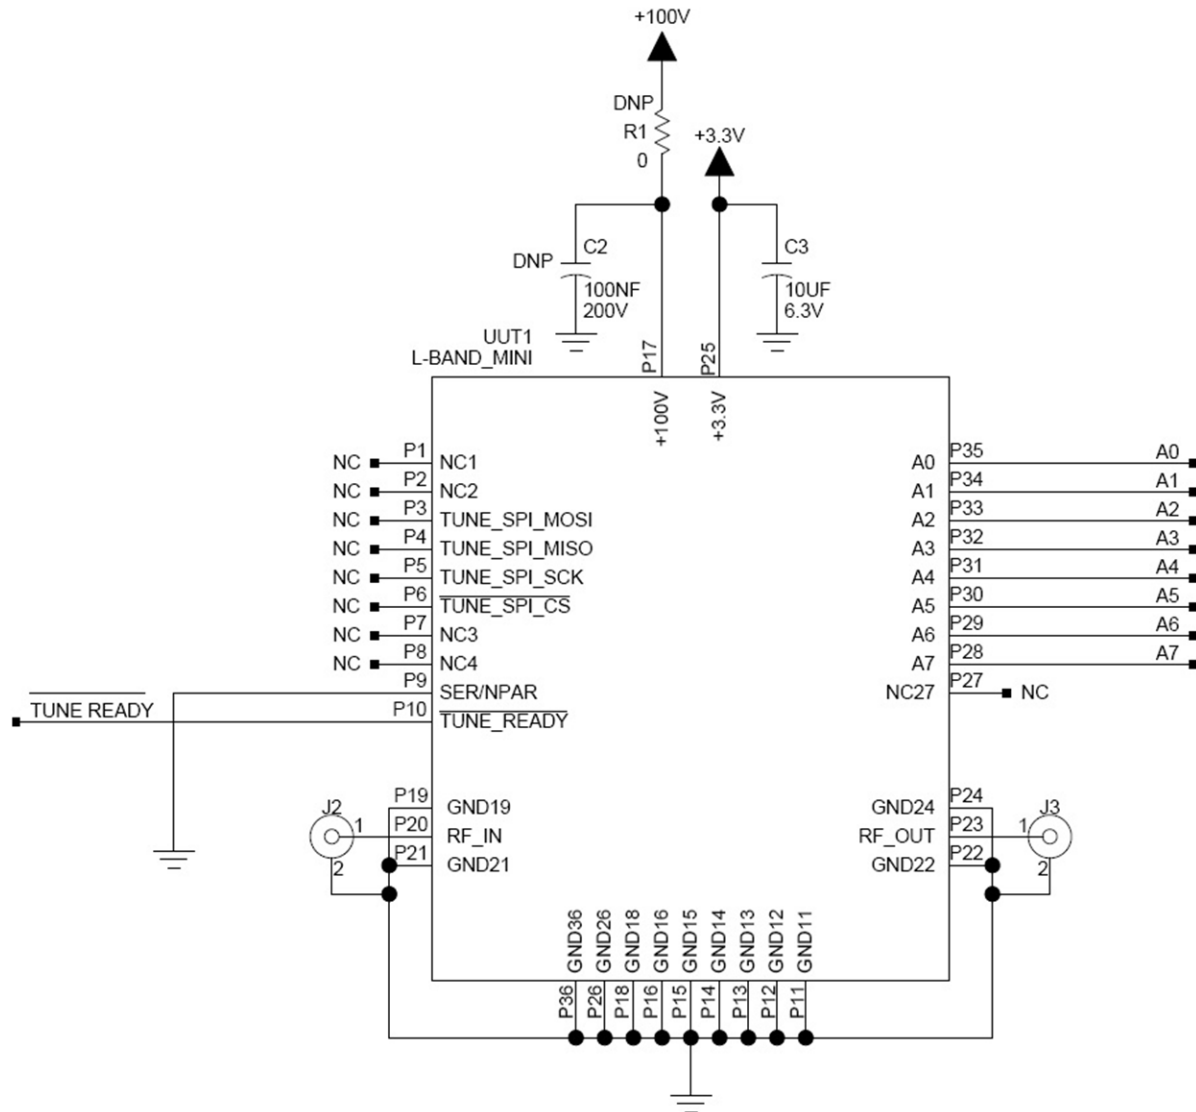 +100V
DNP
R1
0
+3.3V
C2
DNP
100NF
200V
C3
10UF
6.3V
UUT1
L-BAND_MINI
P17
P25
+100V
+3.3V
NC P1 NC1
NC P2 NC2
NC P3 TUNE_SPI_MOSI
NC P4 TUNE_SPI_MISO
NC P5 TUNE_SPI_SCK
NC P6 TUNE_SPI_CS
NC P7 NC3
NC P8 NC4
P9 SER/NPAR
TUNE READY P10 TUNE_READY
A0 P35 A0
A1 P34 A1
A2 P33 A2
A3 P32 A3
A4 P31 A4
A5 P30 A5
A6 P29 A6
A7 P28 A7
NC27 P27 NC
P19 GND19
J2 1 P20 RF_IN
2 P21 GND21
GND24 P24
RF_OUT P23 1 J3
GND22 P22 2
GND36
GND26
GND18
GND16
GND15
GND14
GND13
GND12
GND11
P36
P26
P18
P16
P15
P14
P13
P12
P11